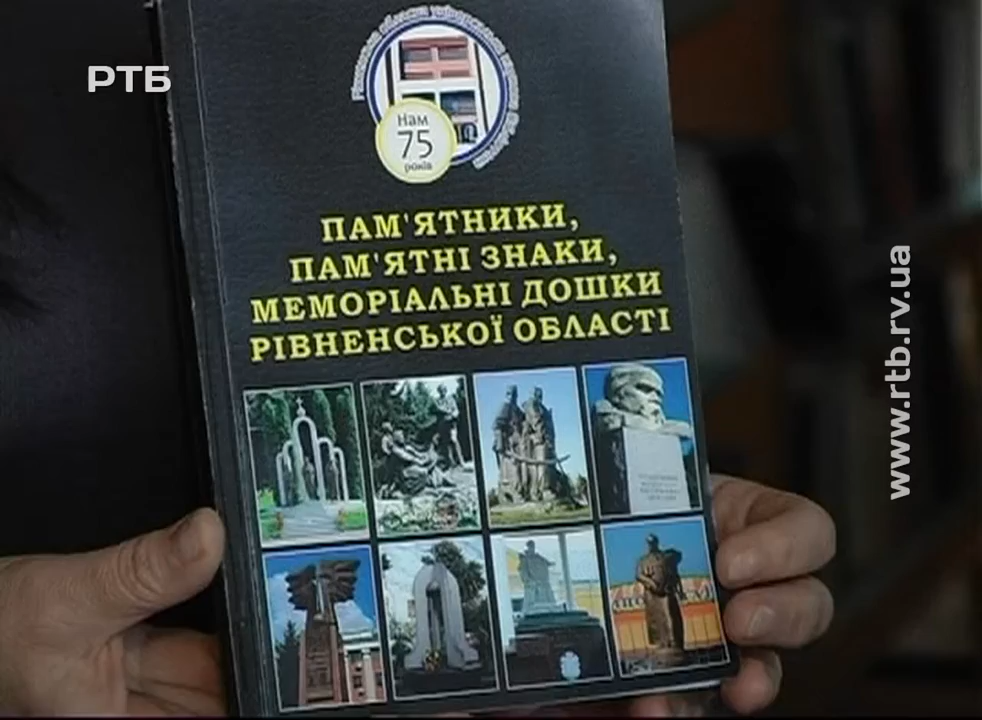 РТБ
Нам
75
років
ПАМ'ЯТНИКИ,
ПАМ'ЯТНІ ЗНАКИ,
МЕМОРІАЛЬНІ ДОШКИ
РІВНЕНСЬКОЇ ОБЛАСТІ
www.rtb.rv.ua